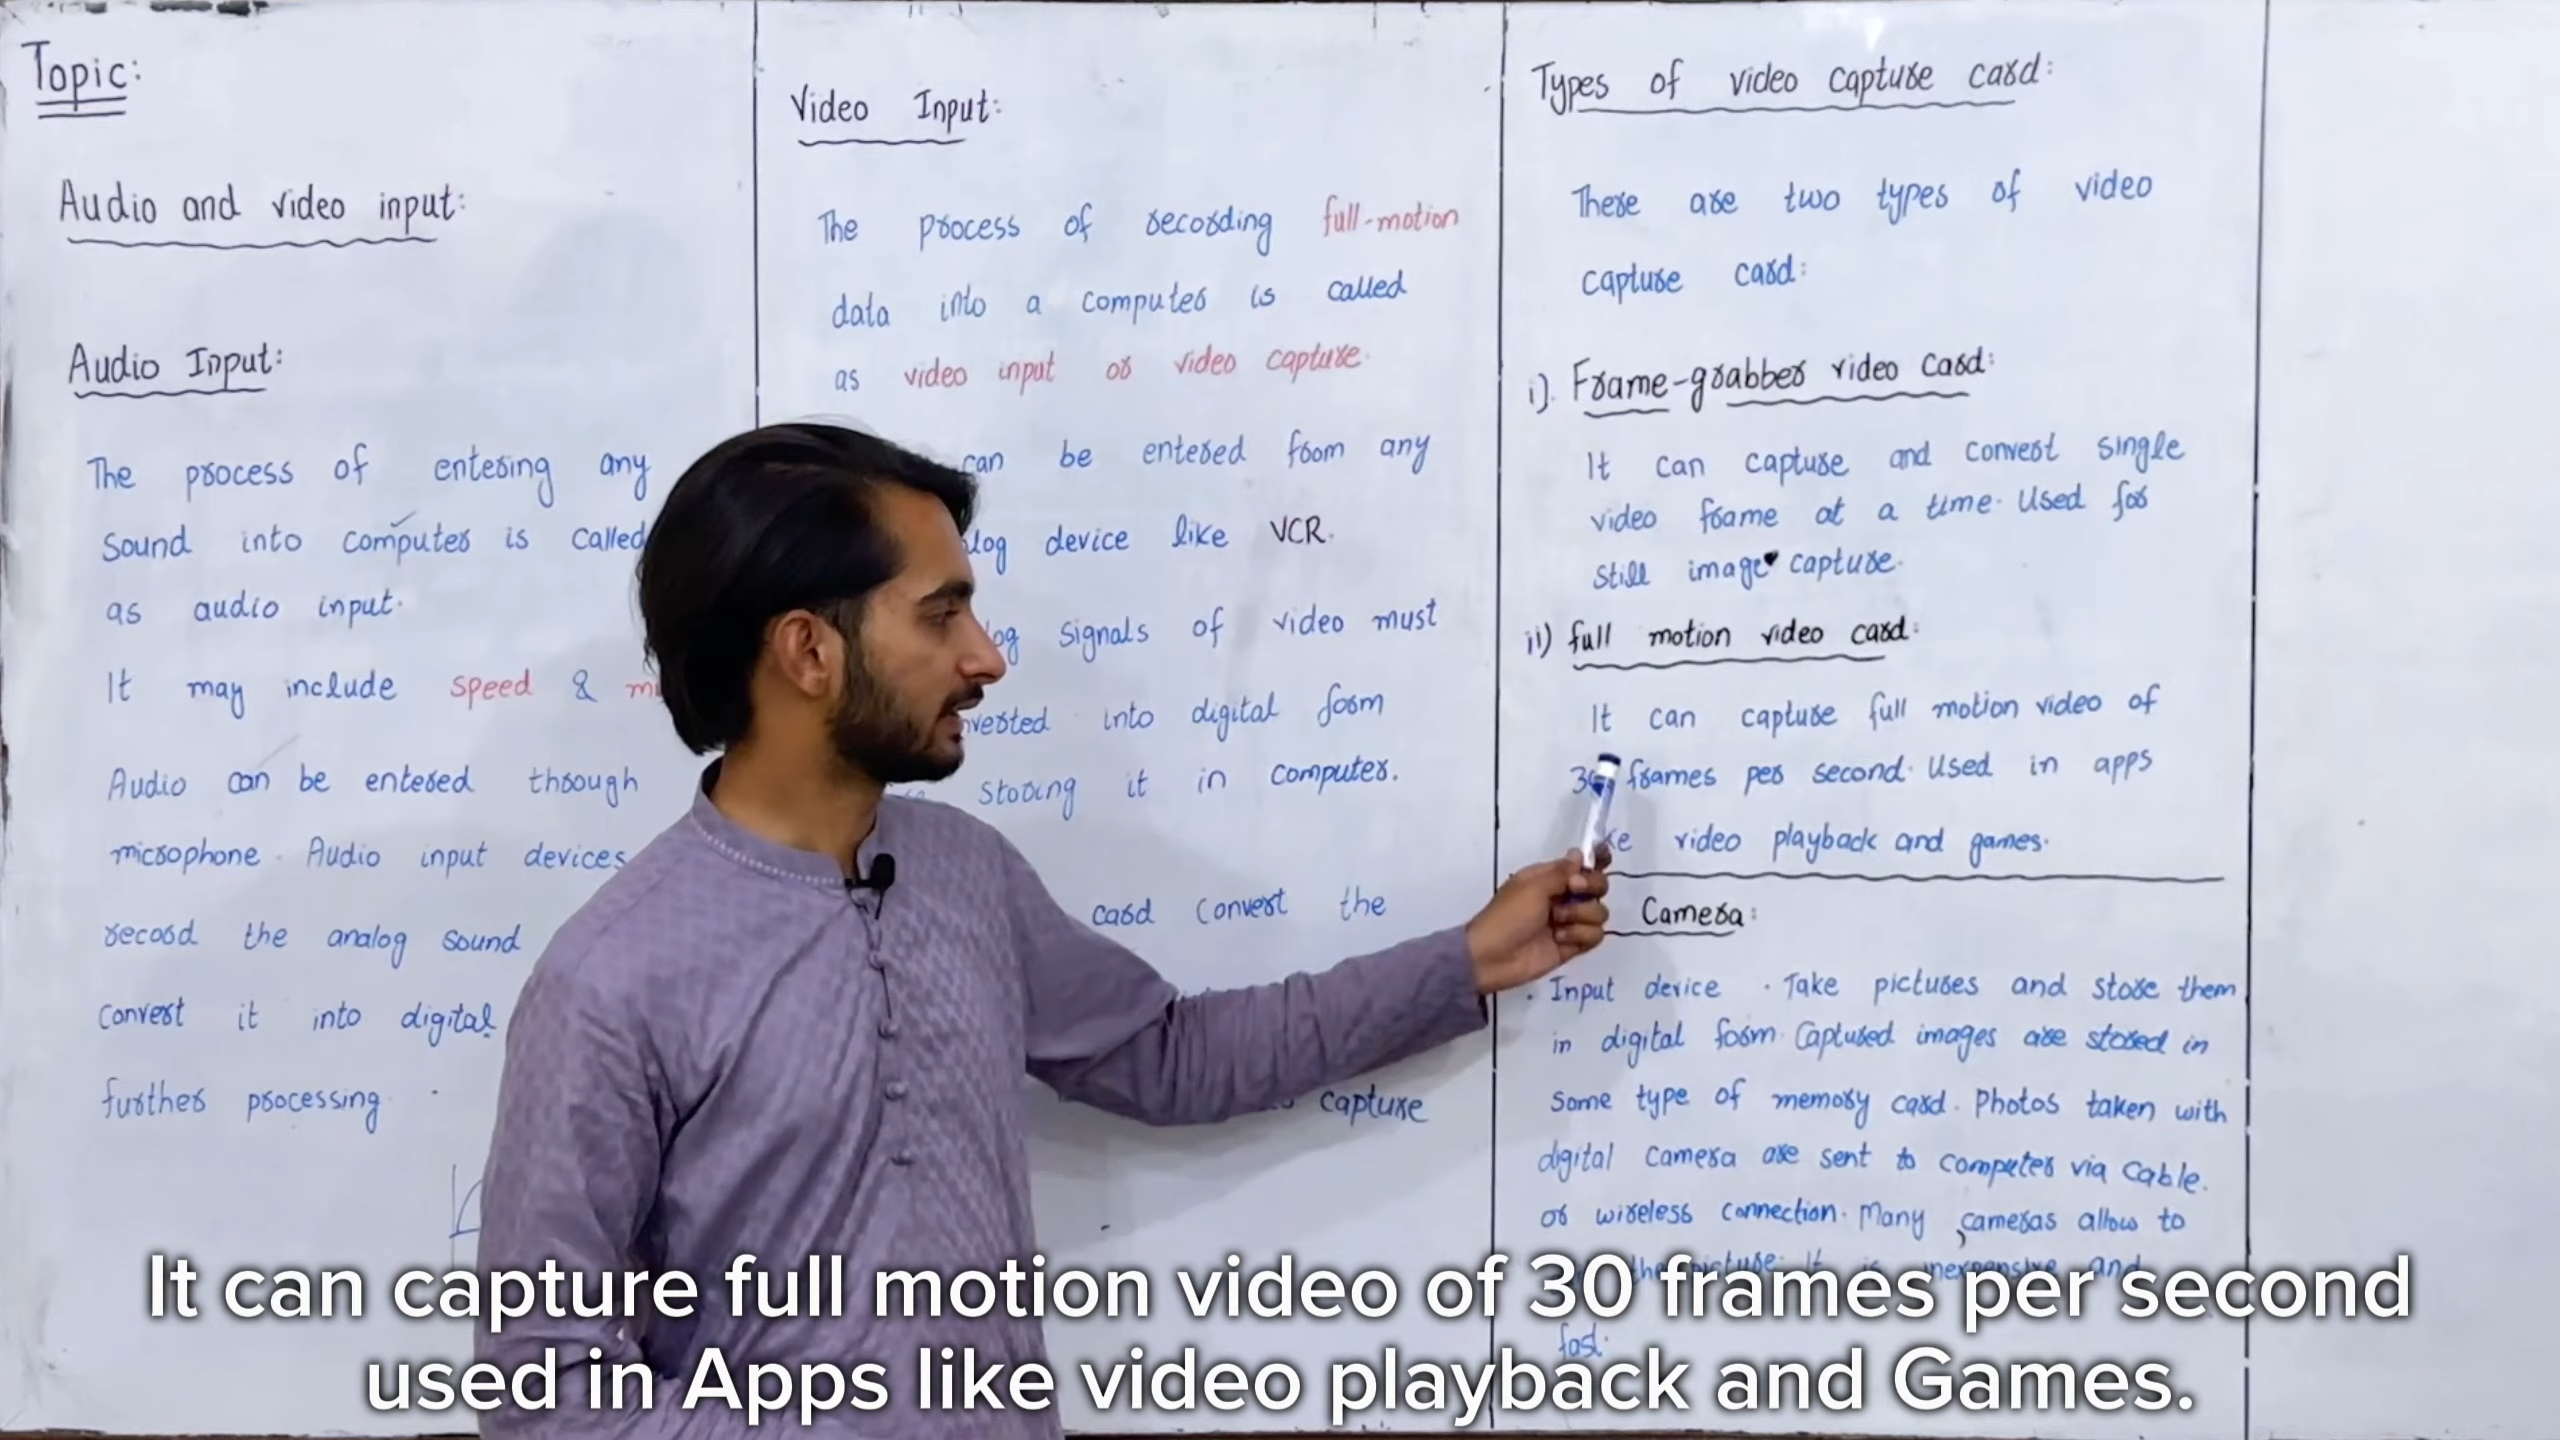 Topic:
Audio and video input:
Audio Input:
The process of entering any
Sound into computer is called
as audio input.
It may include speed &
Audio can be entered through
microphone. Audio input devices
record the analog sound
convert it into digital
further processing
Video Input:
The process of recording full-motion
data into a computer is called
as video input or video capture.
can be entered from any
device like VCR.
signals of video must
into digital form
storing it in computer.
card convert the
capture
Types of video capture card:
There are two types of video
capture card:
i). Frame-grabber video card:
It can capture and convert single
video frame at a time. Used for
still image capture.
ii) full motion video card:
It can capture full motion video of
frames per second. Used in apps
video playback and games.
Camera:
. Input device . Take pictures and store them
in digital form. Captured images are stored in
some type of memory card. Photos taken with
digital camera are sent to computer via cable.
or wireless connection. Many cameras allow to
fast.
It can capture full motion video of 30 frames per second
used in Apps like video playback and Games.